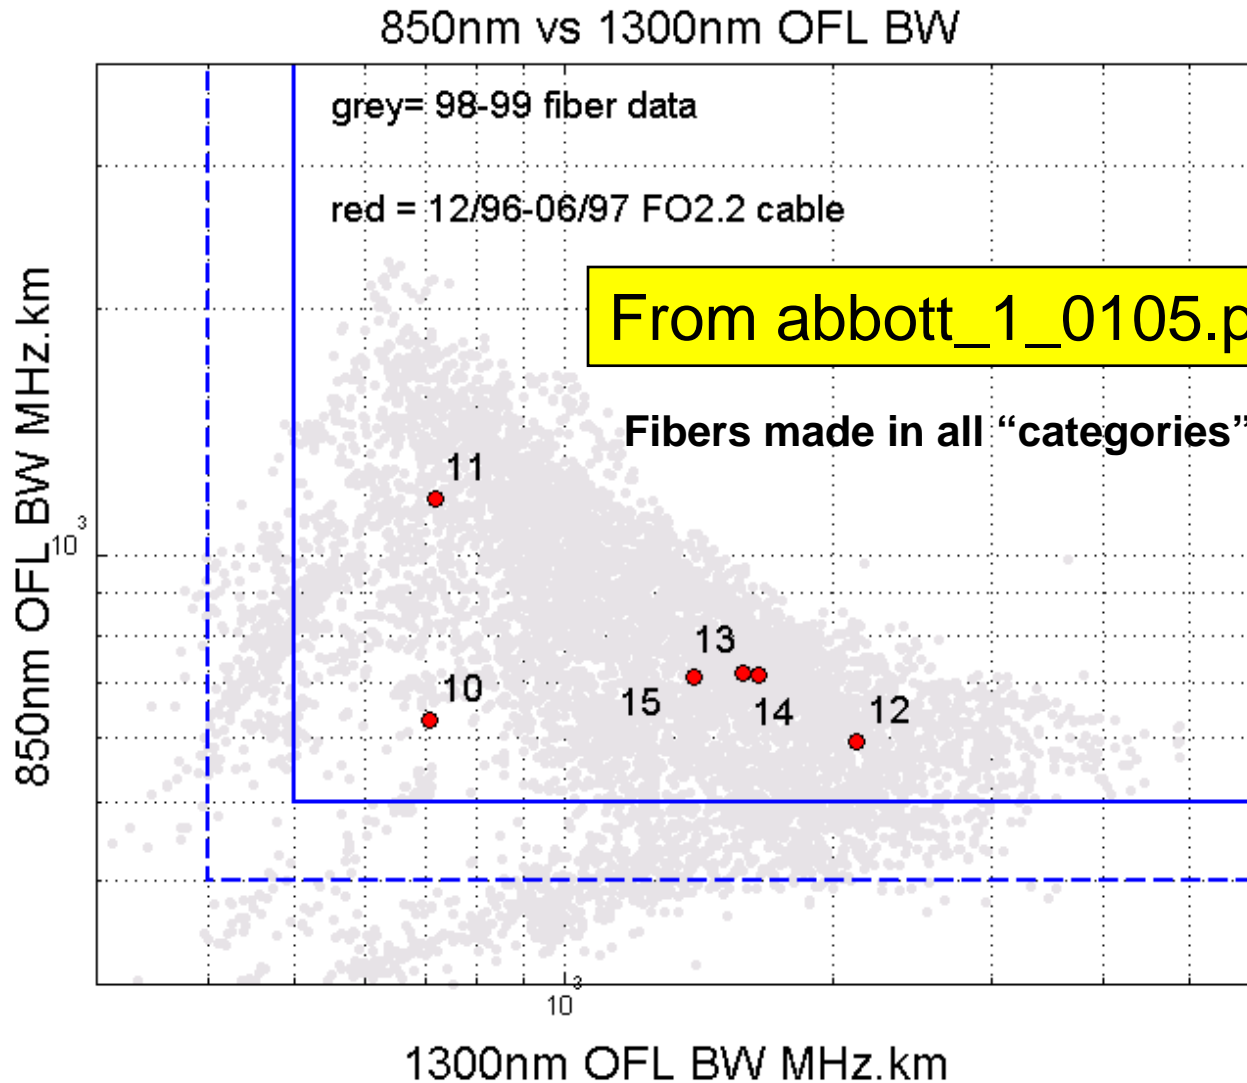 850nm vs 1300nm OFL BW
grey= 98-99 fiber data
red = 12/96-06/97 FO2.2 cable
From abbott_1_0105.p
Fibers made in all “categories”
11
13
10
15
14
12
850nm OFL BW MHz.km
10³
10³
1300nm OFL BW MHz.km